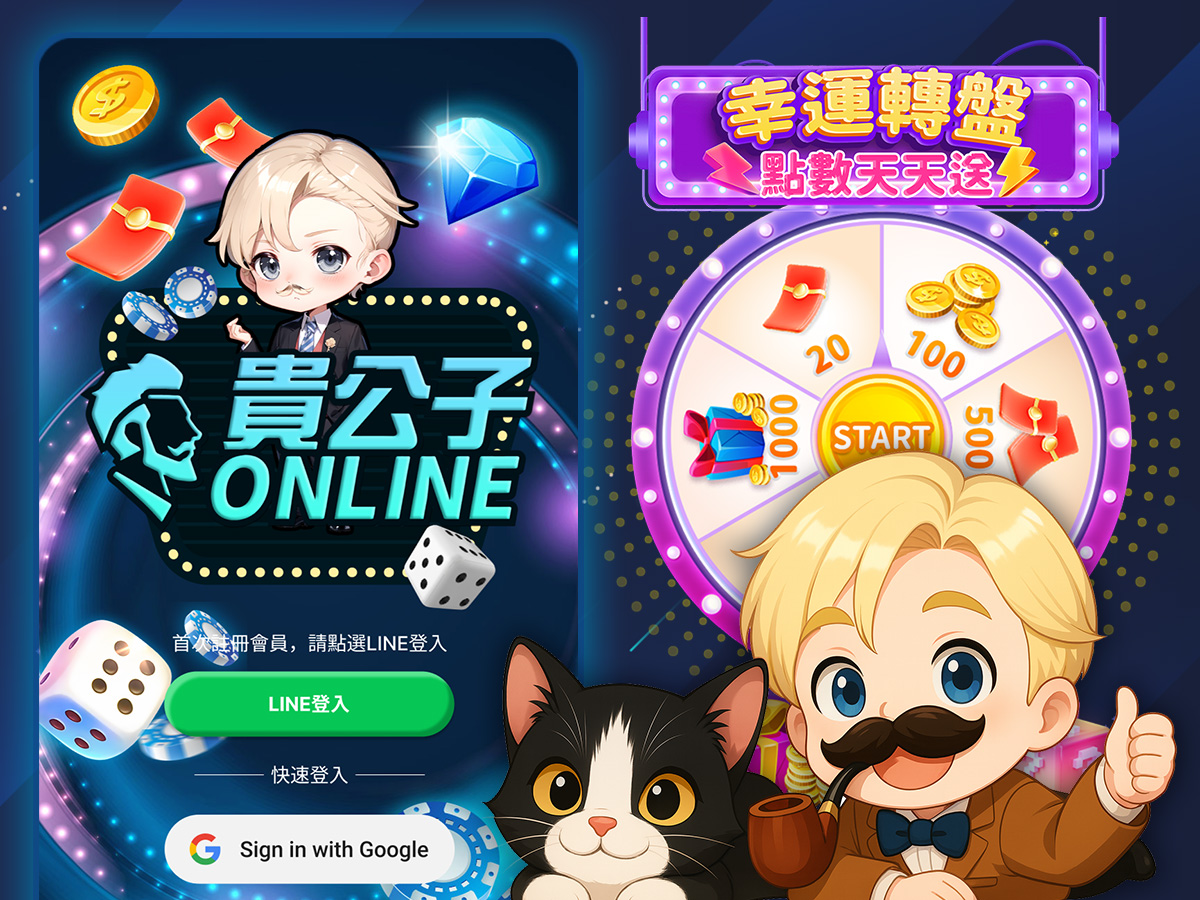 貴公子
ONLINE
首次註冊會員，請點選LINE登入
LINE登入
快速登入
Sign in with Google
幸運轉盤
點數天天送
20
100
1000
500
START